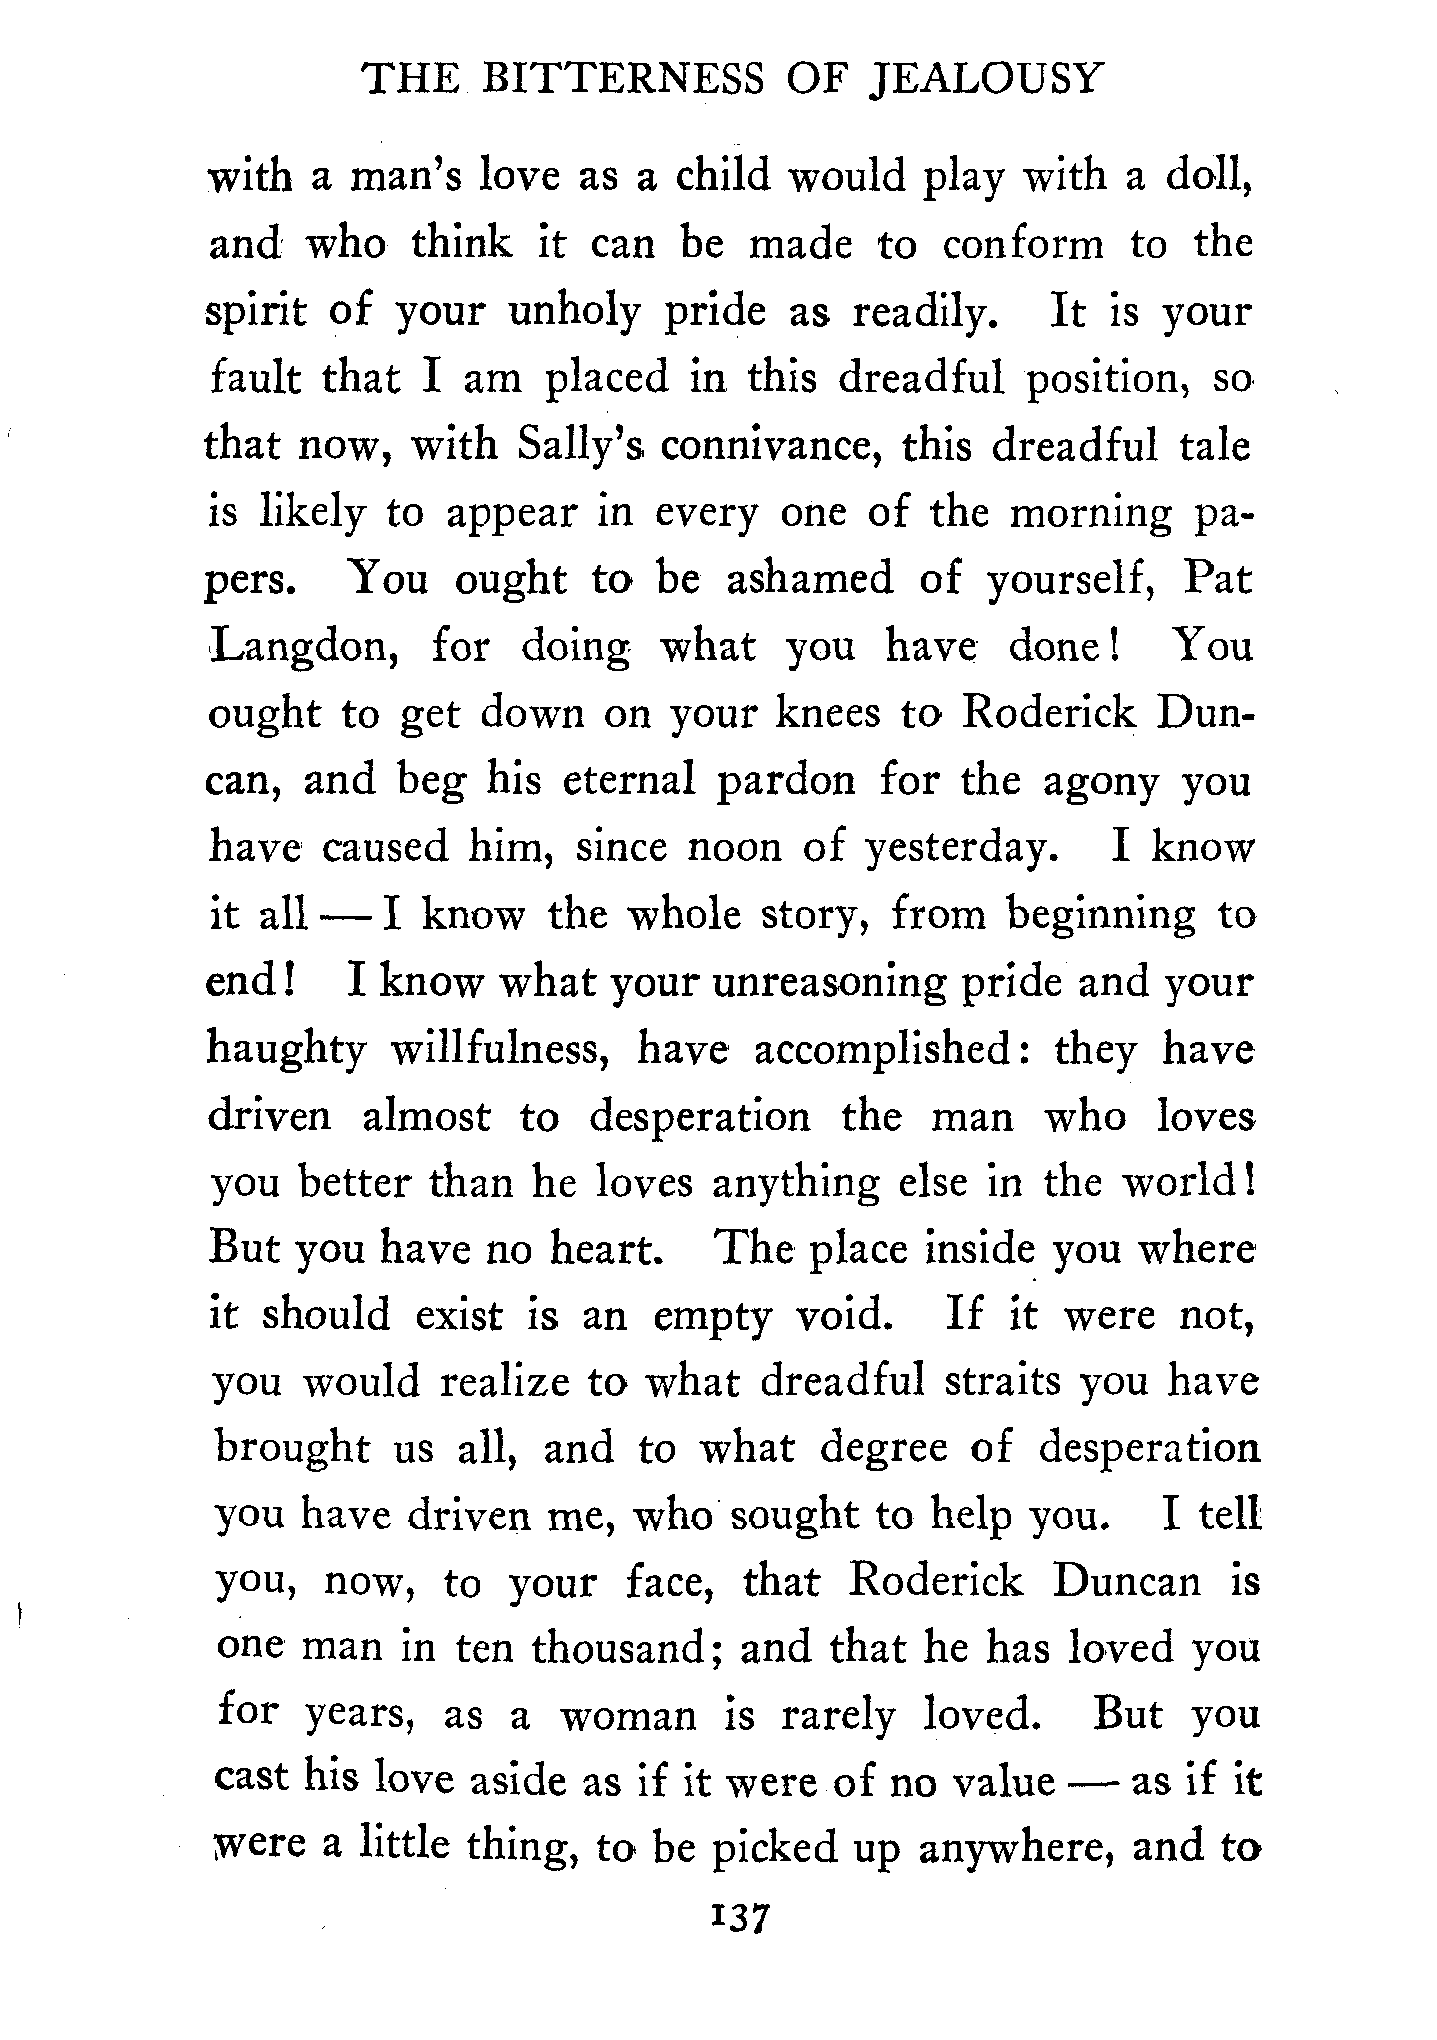 THE BITTERNESS OF JEALOUSY
with a man's love as a child would play with a doll,
and who think it can be made to conform to the
spirit of your unholy pride as readily. It is your
fault that I am placed in this dreadful position, so
that now, with Sally's connivance, this dreadful tale
is likely to appear in every one of the morning pa-
pers. You ought to be ashamed of yourself, Pat
Langdon, for doing what you have done! You
ought to get down on your knees to Roderick Dun-
can, and beg his eternal pardon for the agony you
have caused him, since noon of yesterday. I know
it all — I know the whole story, from beginning to
end! I know what your unreasoning pride and your
haughty willfulness, have accomplished: they have
driven almost to desperation the man who loves
you better than he loves anything else in the world!
But you have no heart. The place inside you where
it should exist is an empty void. If it were not,
you would realize to what dreadful straits you have
brought us all, and to what degree of desperation
you have driven me, who sought to help you. I tell
you, now, to your face, that Roderick Duncan is
one man in ten thousand; and that he has loved you
for years, as a woman is rarely loved. But you
cast his love aside as if it were of no value — as if it
were a little thing, to be picked up anywhere, and to
137